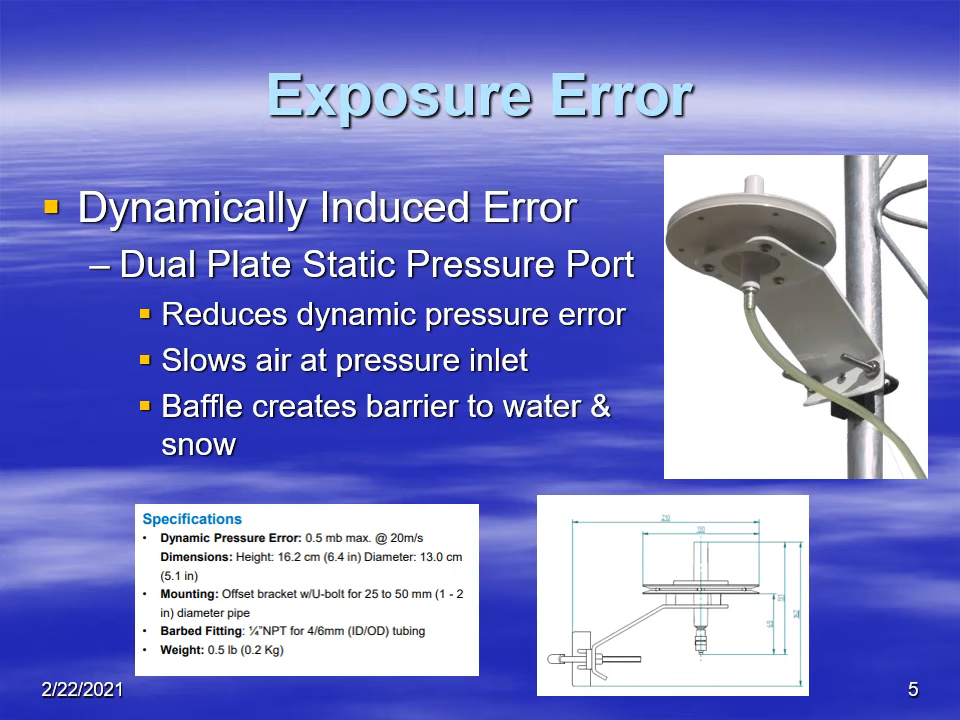 Exposure Error
▪ Dynamically Induced Error
– Dual Plate Static Pressure Port
▪ Reduces dynamic pressure error
▪ Slows air at pressure inlet
▪ Baffle creates barrier to water &
snow
Specifications
• Dynamic Pressure Error: 0.5 mb max. @ 20m/s
Dimensions: Height: 16.2 cm (6.4 in) Diameter: 13.0 cm
(5.1 in)
• Mounting: Offset bracket w/U-bolt for 25 to 50 mm (1 - 2
in) diameter pipe
• Barbed Fitting: ¼”NPT for 4/6mm (ID/OD) tubing
• Weight: 0.5 lb (0.2 Kg)
210
130
2/22/2021
5